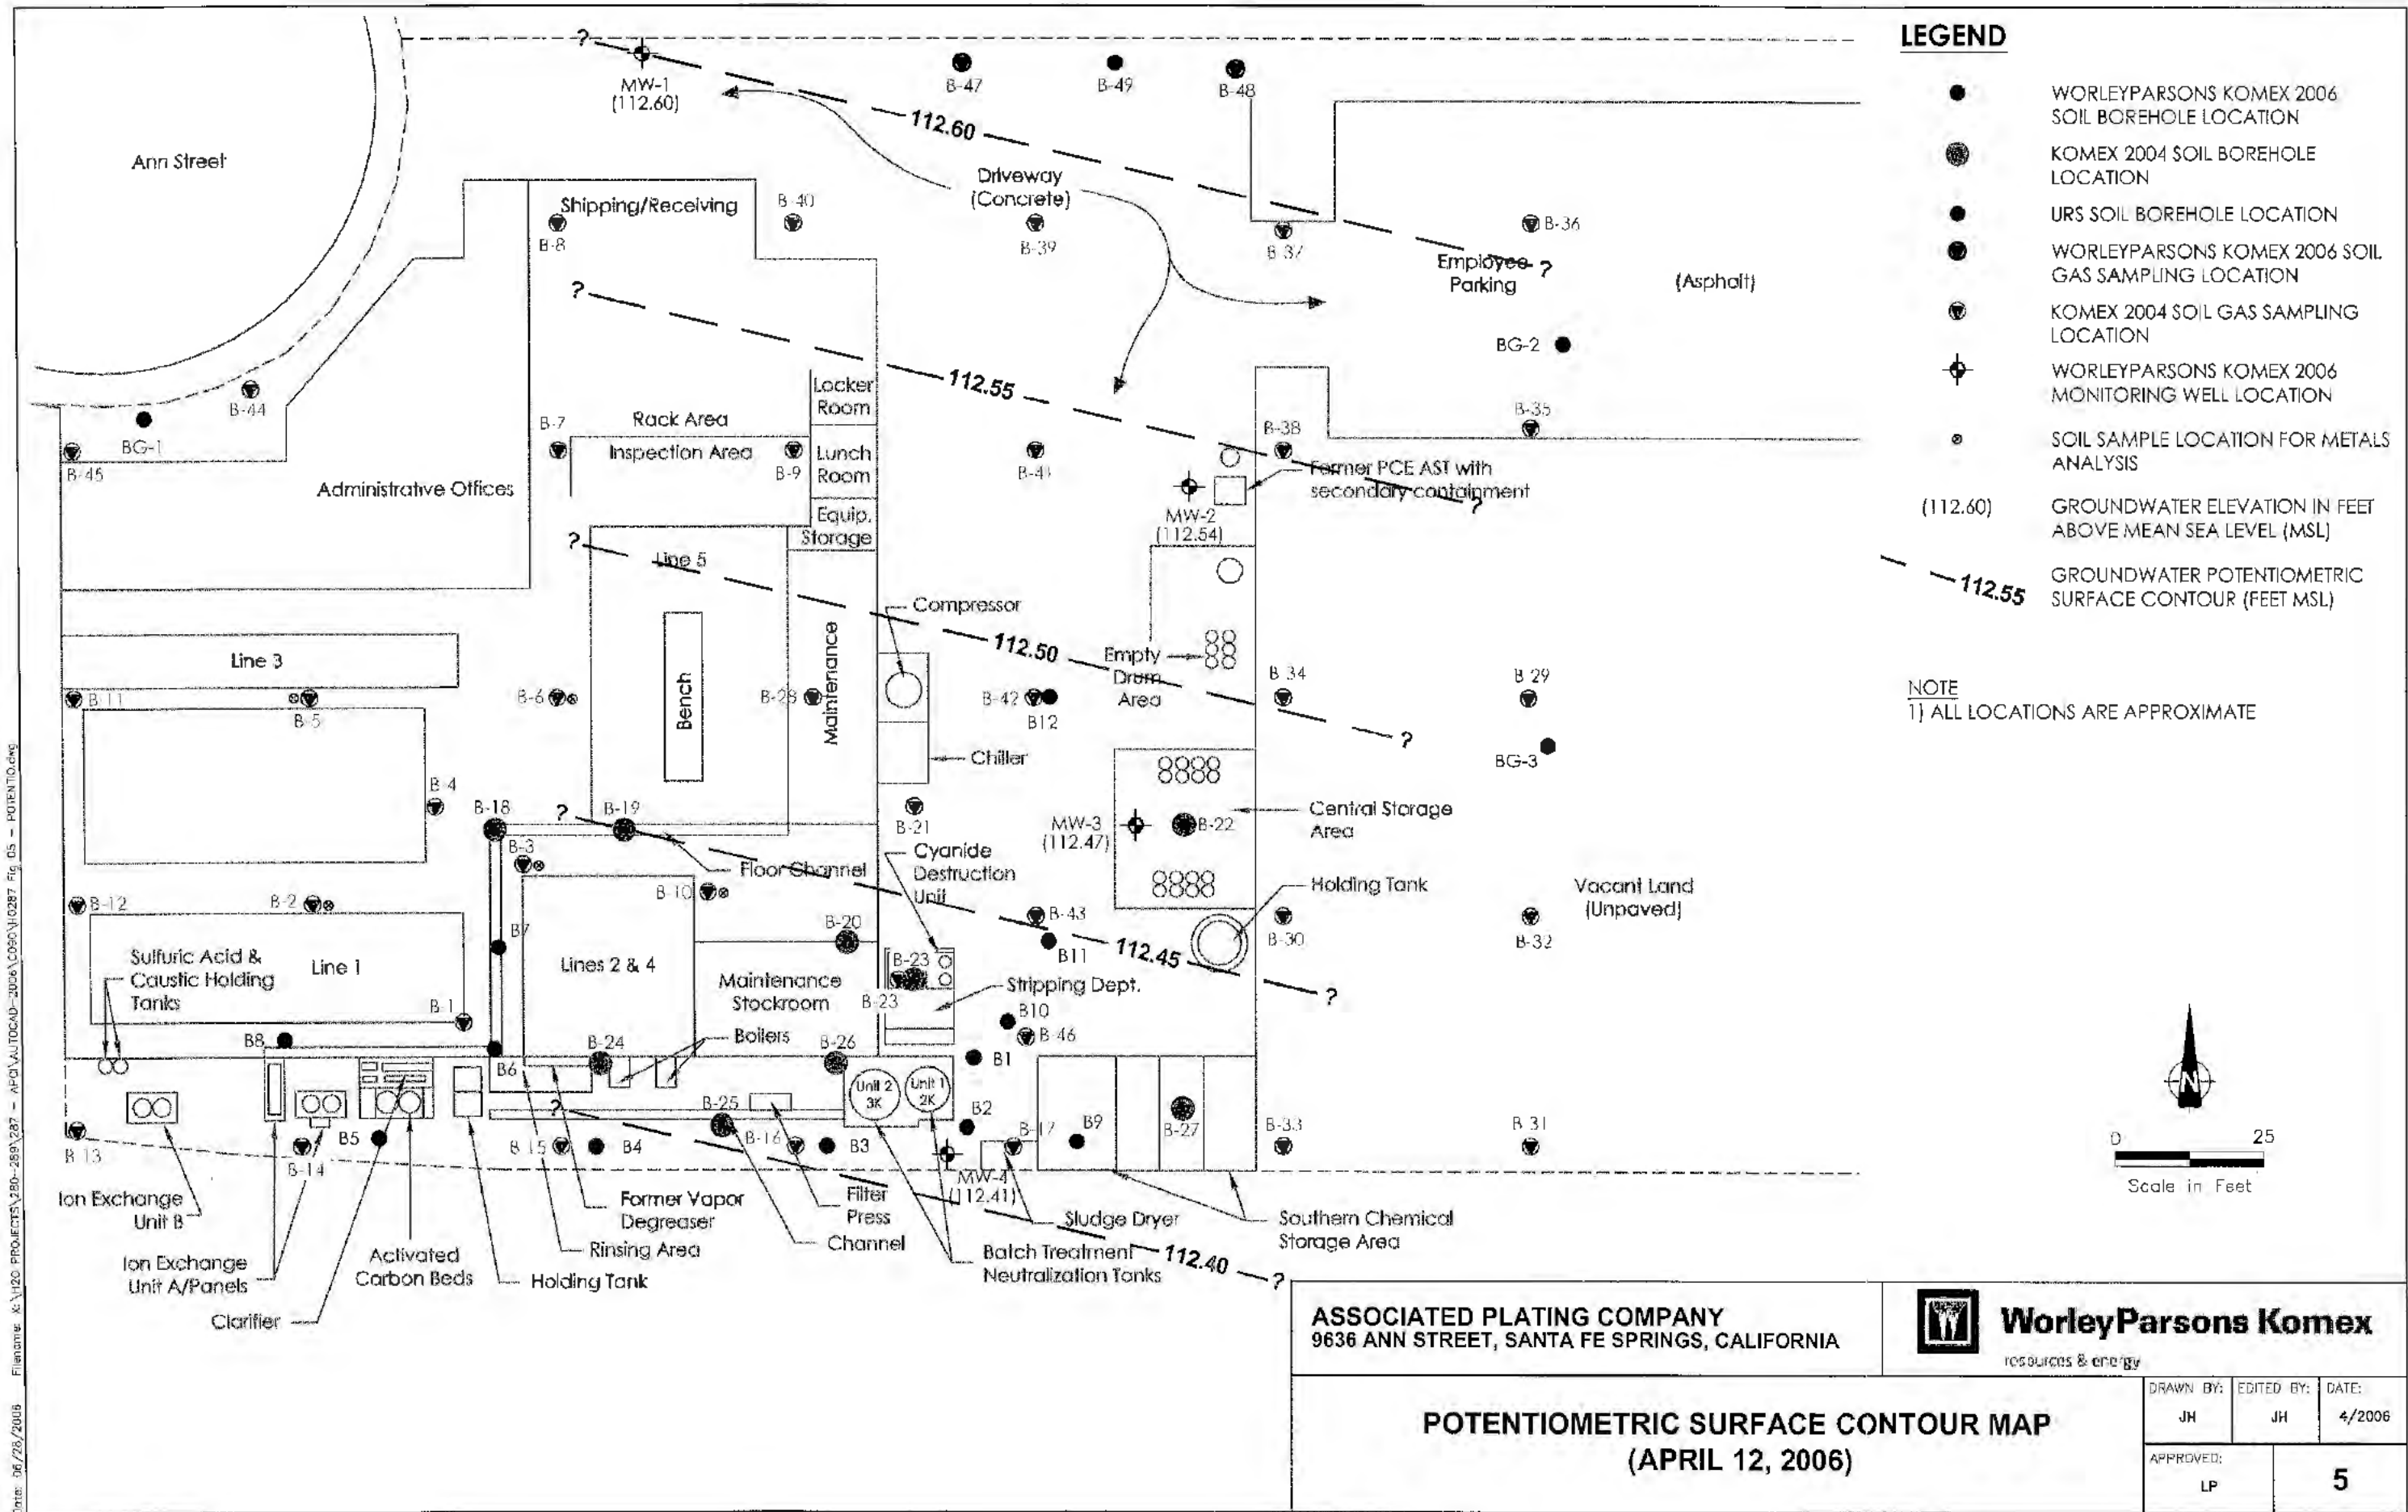 Ann Street
MW-1
(112.60)
?
B-47
B-49
B-48
112.60
Driveway
(Concrete)
Shipping/Receiving
B-40
B-8
B-39
B-37
B-36
Employee
Parking
?
(Asphalt)
?
BG-2
112.55
Locker
Room
B-44
BG-1
B-45
B-7
Rack Area
Inspection Area
B-9
Lunch
Room
B-41
B-38
B-35
Former PCE AST with
secondary containment
?
Administrative Offices
MW-2
(112.54)
Equip.
Storage
?
Line 5
Compressor
112.50
Empty
Drum
Area
Line 3
Bench
Maintenance
B-11
B-5
B-6
B-28
B-42
B12
B-34
B-29
?
BG-3
Chiller
B-4
B-18
?
B-19
B-21
MW-3
(112.47)
B-22
Central Storage
Area
B-3
Floor Channel
Cyanide
Destruction
Unit
B-10
Holding Tank
Vacant Land
(Unpaved)
B-12
B-2
B-43
B-20
B7
B11
112.45
B-30
B-32
Sulfuric Acid &
Caustic Holding
Tanks
Line 1
Lines 2 & 4
Maintenance
Stockroom
B-23
B-23
Stripping Dept.
?
B-1
B10
B-46
B8
B-24
Boilers
B-26
B1
B6
Unit 2
3K
Unit 1
2K
?
B-25
B2
B9
B-27
B-33
B-31
B-13
B-14
B5
B-15
B4
B-16
B3
B-17
MW-4
(112.41)
Ion Exchange
Unit B
Former Vapor
Degreaser
Filter
Press
Sludge Dryer
Southern Chemical
Storage Area
Ion Exchange
Unit A/Panels
Activated
Carbon Beds
Rinsing Area
Channel
Holding Tank
Batch Treatment
Neutralization Tanks
112.40
?
Clarifier
LEGEND
WORLEYPARSONS KOMEX 2006
SOIL BOREHOLE LOCATION
KOMEX 2004 SOIL BOREHOLE
LOCATION
URS SOIL BOREHOLE LOCATION
WORLEYPARSONS KOMEX 2006 SOIL
GAS SAMPLING LOCATION
KOMEX 2004 SOIL GAS SAMPLING
LOCATION
WORLEYPARSONS KOMEX 2006
MONITORING WELL LOCATION
SOIL SAMPLE LOCATION FOR METALS
ANALYSIS
(112.60) GROUNDWATER ELEVATION IN FEET
ABOVE MEAN SEA LEVEL (MSL)
112.55 GROUNDWATER POTENTIOMETRIC
SURFACE CONTOUR (FEET MSL)
NOTE
1) ALL LOCATIONS ARE APPROXIMATE
N
0 25
Scale in Feet
ASSOCIATED PLATING COMPANY
9636 ANN STREET, SANTA FE SPRINGS, CALIFORNIA
WorleyParsons Komex
resources & energy
POTENTIOMETRIC SURFACE CONTOUR MAP
(APRIL 12, 2006)
DRAWN BY: JH
EDITED BY: JH
DATE: 4/2006
APPROVED: LP
5
Date: 06/28/2006